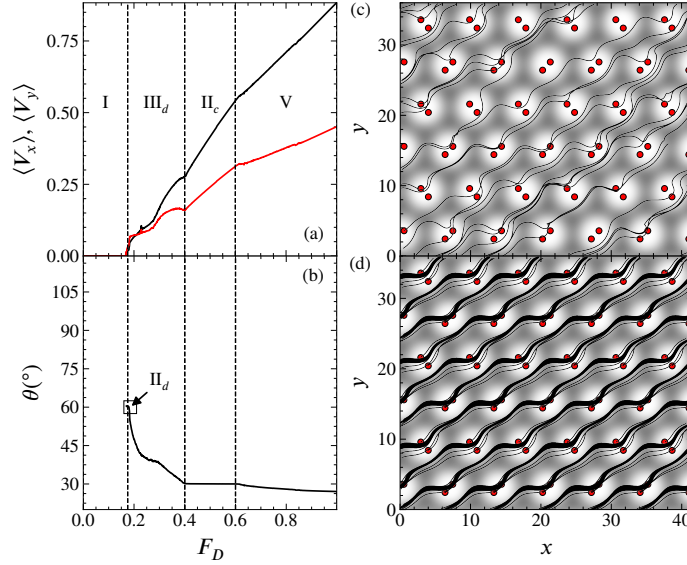 ⟨V_x⟩, ⟨V_y⟩
0.75
0.50
0.25
0.00
I
III_d
II_c
V
(a)
(b)
θ(°)
105
90
75
60
45
30
II_d
0.0 0.2 0.4 0.6 0.8
F_D
(c)
y
30
20
10
0
(d)
y
30
20
10
0
0 10 20 30 40
x